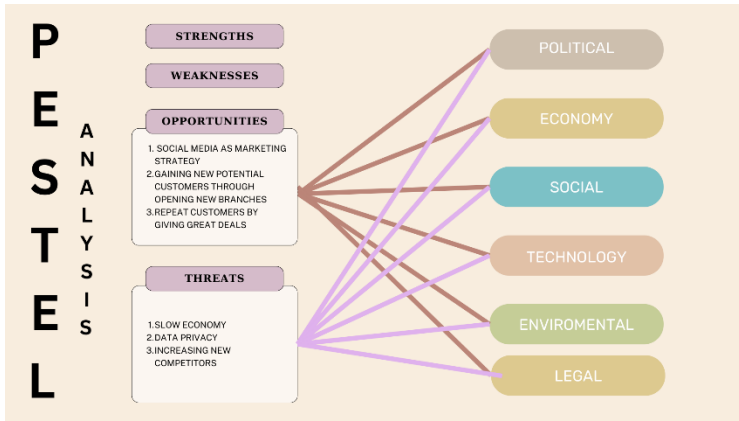 PESTEL
ANALYSIS
STRENGTHS
WEAKNESSES
OPPORTUNITIES
1. SOCIAL MEDIA AS MARKETING
STRATEGY
2.GAINING NEW POTENTIAL
CUSTOMERS THROUGH
OPENING NEW BRANCHES
3.REPEAT CUSTOMERS BY
GIVING GREAT DEALS
THREATS
1.SLOW ECONOMY
2.DATA PRIVACY
3.INCREASING NEW
COMPETITORS
POLITICAL
ECONOMY
SOCIAL
TECHNOLOGY
ENVIROMENTAL
LEGAL